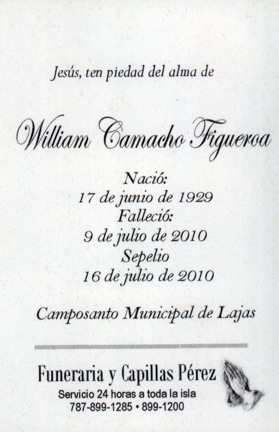 Jesús, ten piedad del alma de
William Camacho Figueroa
Nació:
17 de junio de 1929
Falleció:
9 de julio de 2010
Sepelio
16 de julio de 2010
Camposanto Municipal de Lajas
Funeraria y Capillas Pérez
Servicio 24 horas a toda la isla
787-899-1285 • 899-1200